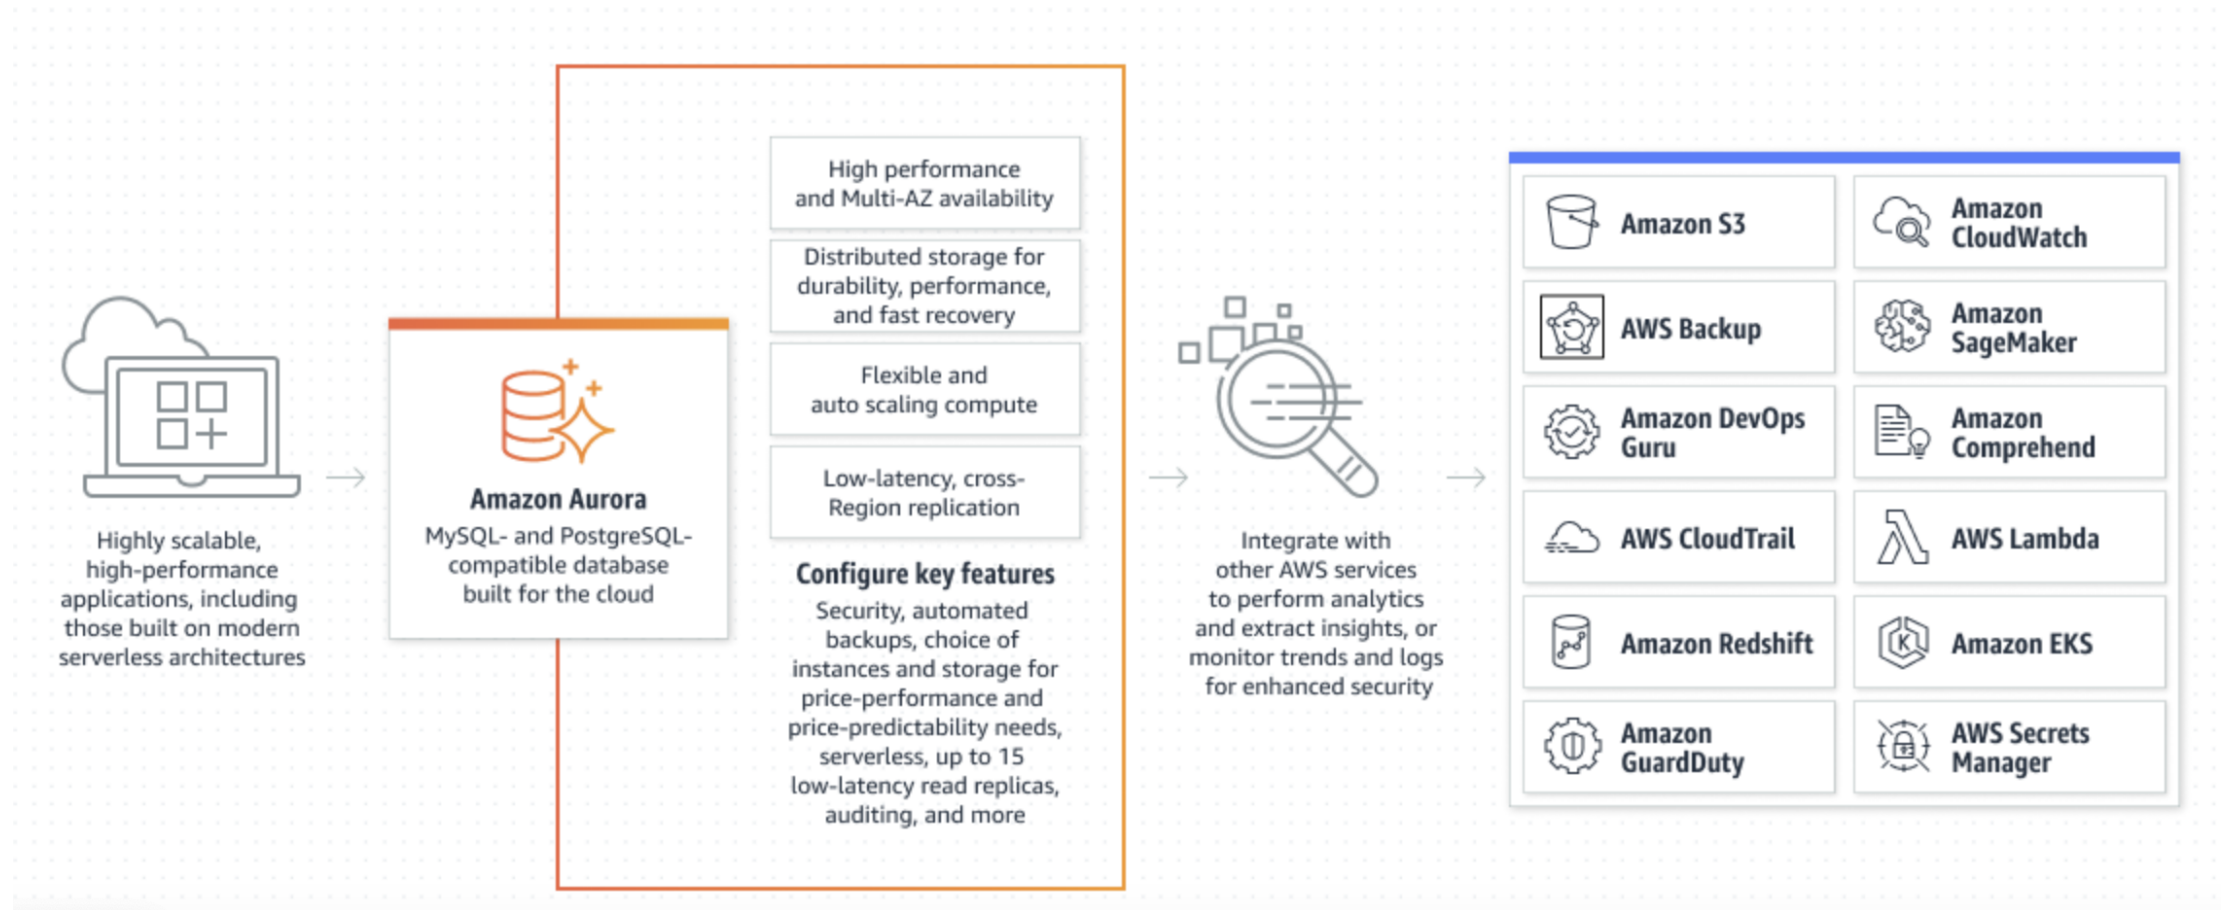 Highly scalable,
high-performance
applications, including
those built on modern
serverless architectures
Amazon Aurora
MySQL- and PostgreSQL-
compatible database
built for the cloud
High performance
and Multi-AZ availability
Distributed storage for
durability, performance,
and fast recovery
Flexible and
auto scaling compute
Low-latency, cross-
Region replication
Configure key features
Security, automated
backups, choice of
instances and storage for
price-performance and
price-predictability needs,
serverless, up to 15
low-latency read replicas,
auditing, and more
Integrate with
other AWS services
to perform analytics
and extract insights, or
monitor trends and logs
for enhanced security
Amazon S3
Amazon
CloudWatch
AWS Backup
Amazon
SageMaker
Amazon DevOps
Guru
Amazon
Comprehend
AWS CloudTrail
AWS Lambda
Amazon Redshift
K
Amazon EKS
Amazon
GuardDuty
AWS Secrets
Manager